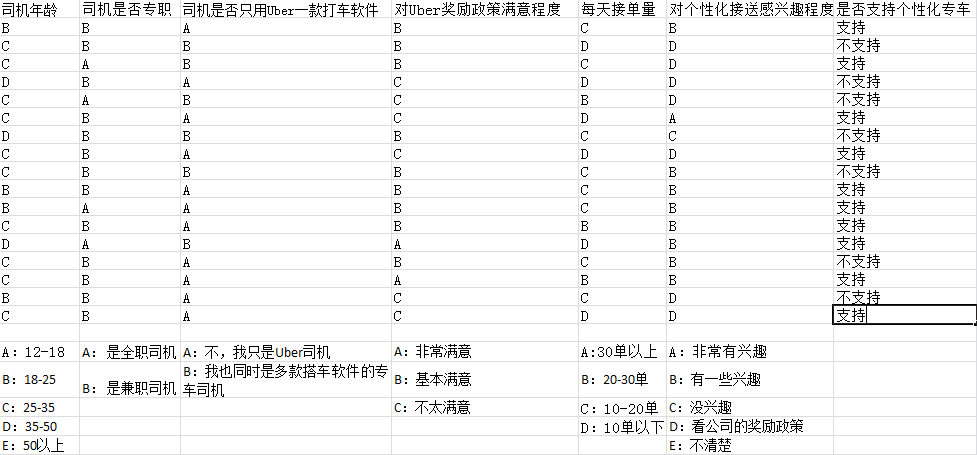 司机年龄 司机是否专职 司机是否只用Uber一款打车软件 对Uber奖励政策满意程度 每天接单量 对个性化接送感兴趣程度 是否支持个性化专车
B B A B C B 支持
C B B B D D 不支持
C A B B C D 支持
D B A C D D 不支持
C A B C B D 不支持
C B A C D A 支持
D B B B C C 不支持
C B A C D D 支持
C B B B C B 不支持
B B A B C B 支持
B A A B C B 支持
C B A B B B 支持
D A B A D B 支持
C B A B C B 不支持
C B A A B B 支持
B B A C C D 不支持
C B A C D D 支持
A：12-18 A：是全职司机 A：不，我只是Uber司机 A：非常满意 A:30单以上 A：非常有兴趣
B：18-25 B：是兼职司机 B：我也同时是多款搭车软件的专 B：基本满意 B：20-30单 B：有一些兴趣
车司机
C：25-35 C：不太满意 C：10-20单 C：没兴趣
D：35-50 D：10单以下 D：看公司的奖励政策
E：50以上 E：不清楚